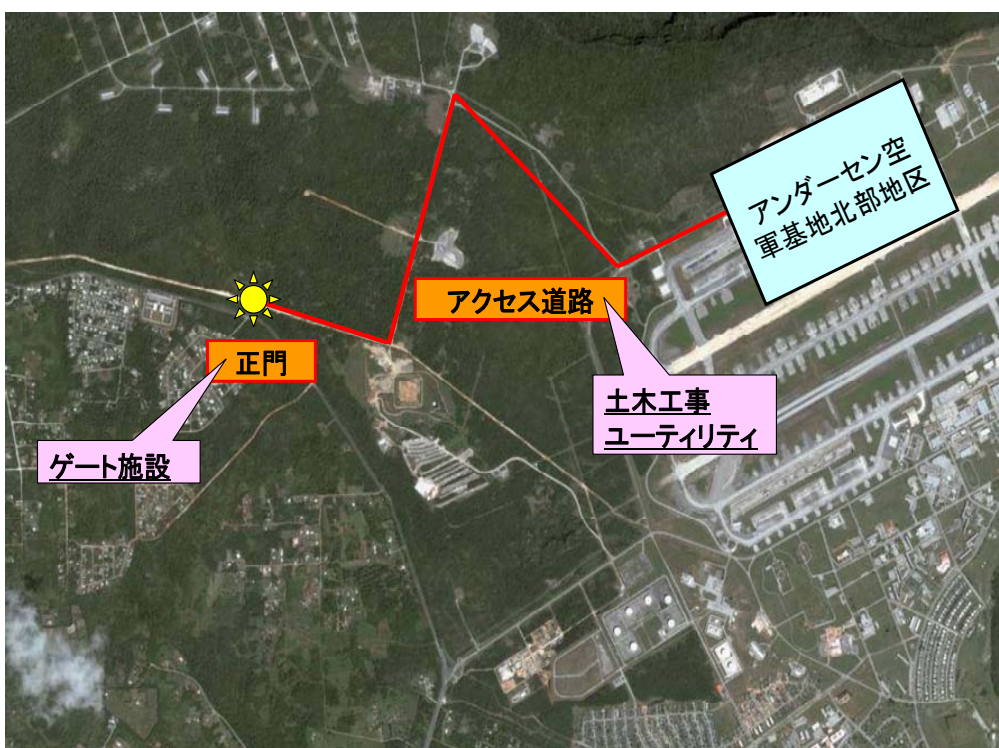 アンダーセン空
軍基地北部地区
アクセス道路
正門
土木工事
ユーティリティ
ゲート施設